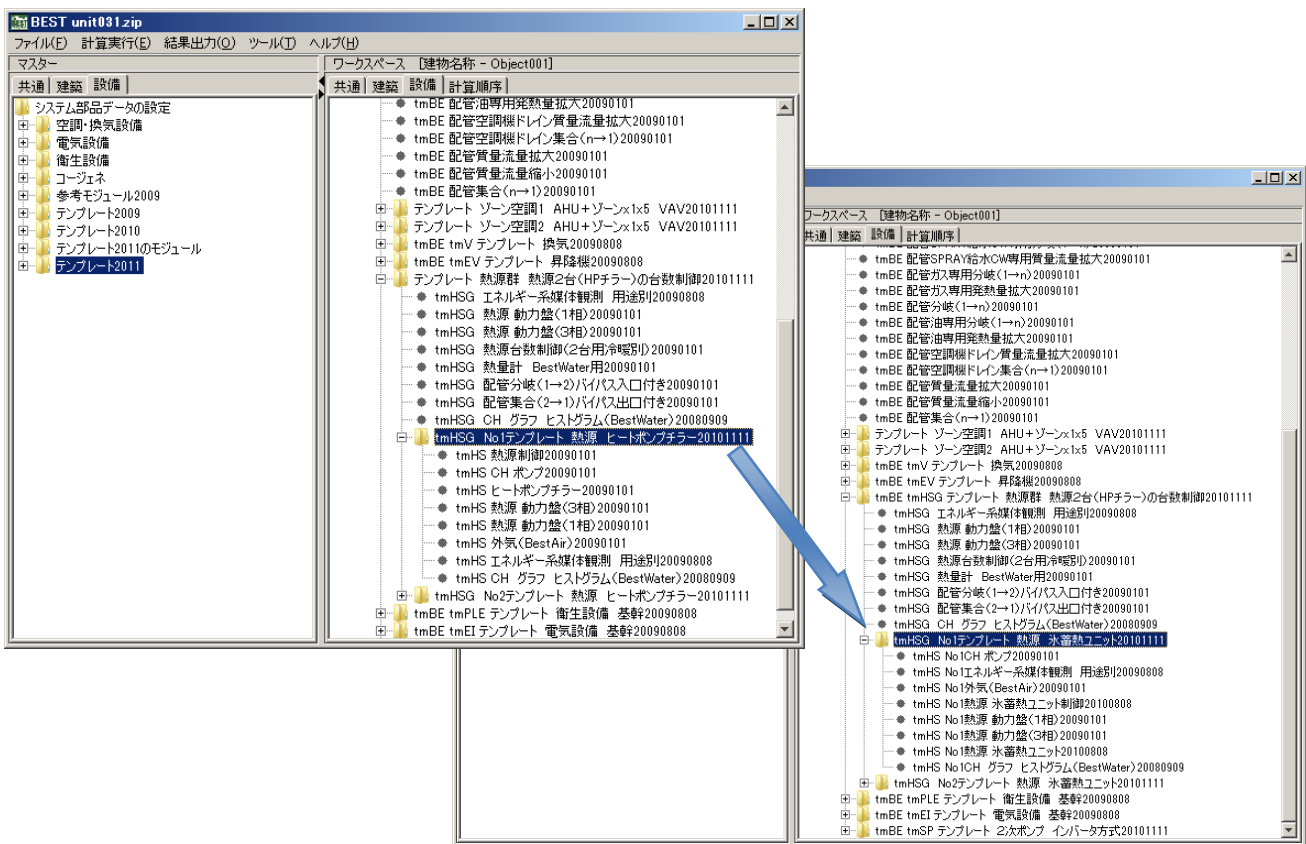 BEST unit031.zip
ファイル(F) 計算実行(E) 結果出力(O) ツール(T) ヘルプ(H)
マスター
共通 建築 設備
システム部品データの設定
空調・換気設備
電気設備
衛生設備
コージェネ
参考モジュール2009
テンプレート2009
テンプレート2010
テンプレート2011のモジュール
テンプレート2011
ワークスペース [建物名称 - Object001]
共通 建築 設備 計算順序
tmBE 配管油専用発熱量拡大20090101
tmBE 配管空調機ドレイン質量流量拡大20090101
tmBE 配管空調機ドレイン集合(n→1)20090101
tmBE 配管質量流量拡大20090101
tmBE 配管質量流量縮小20090101
tmBE 配管集合(n→1)20090101
テンプレート ゾーン空調1 AHU+ゾーンx1x5 VAV20101111
テンプレート ゾーン空調2 AHU+ゾーンx1x5 VAV20101111
tmBE tmV テンプレート 換気20090808
tmBE tmEV テンプレート 昇降機20090808
テンプレート 熱源群 熱源2台(HPチラー)の台数制御20101111
tmHSG エネルギー系媒体観測 用途別20090808
tmHSG 熱源 動力盤(1相)20090101
tmHSG 熱源 動力盤(3相)20090101
tmHSG 熱源台数制御(2台用冷暖別)20090101
tmHSG 熱量計 BestWater用20090101
tmHSG 配管分岐(1→2)バイパス入口付き20090101
tmHSG 配管集合(2→1)バイパス出口付き20090101
tmHSG CH グラフ ヒストグラム(BestWater)20080909
tmHSG No1テンプレート 熱源 ヒートポンプチラー20101111
tmHS 熱源制御20090101
tmHS CH ポンプ20090101
tmHS ヒートポンプチラー20090101
tmHS 熱源 動力盤(3相)20090101
tmHS 熱源 動力盤(1相)20090101
tmHS 外気(BestAir)20090101
tmHS エネルギー系媒体観測 用途別20090808
tmHS CH グラフ ヒストグラム(BestWater)20080909
tmHSG No2テンプレート 熱源 ヒートポンプチラー20101111
tmBE tmPLE テンプレート 衛生設備 基幹20090808
tmBE tmEI テンプレート 電気設備 基幹20090808
ワークスペース [建物名称 - Object001]
共通 建築 設備 計算順序
tmBE 配管SPRAY給水CW専用質量流量拡大20090101
tmBE 配管ガス専用分岐(1→n)20090101
tmBE 配管ガス専用発熱量拡大20090101
tmBE 配管分岐(1→n)20090101
tmBE 配管油専用分岐(1→n)20090101
tmBE 配管油専用発熱量拡大20090101
tmBE 配管空調機ドレイン質量流量拡大20090101
tmBE 配管空調機ドレイン集合(n→1)20090101
tmBE 配管質量流量拡大20090101
tmBE 配管質量流量縮小20090101
tmBE 配管集合(n→1)20090101
テンプレート ゾーン空調1 AHU+ゾーンx1x5 VAV20101111
テンプレート ゾーン空調2 AHU+ゾーンx1x5 VAV20101111
tmBE tmV テンプレート 換気20090808
tmBE tmEV テンプレート 昇降機20090808
tmBE tmHSG テンプレート 熱源群 熱源2台(HPチラー)の台数制御20101111
tmHSG エネルギー系媒体観測 用途別20090808
tmHSG 熱源 動力盤(1相)20090101
tmHSG 熱源 動力盤(3相)20090101
tmHSG 熱源台数制御(2台用冷暖別)20090101
tmHSG 熱量計 BestWater用20090101
tmHSG 配管分岐(1→2)バイパス入口付き20090101
tmHSG 配管集合(2→1)バイパス出口付き20090101
tmHSG CH グラフ ヒストグラム(BestWater)20080909
tmHSG No1テンプレート 熱源 氷蓄熱ユニット20101111
tmHS No1CH ポンプ20090101
tmHS No1エネルギー系媒体観測 用途別20090808
tmHS No1外気(BestAir)20090101
tmHS No1熱源 氷蓄熱ユニット制御20100808
tmHS No1熱源 動力盤(1相)20090101
tmHS No1熱源 動力盤(3相)20090101
tmHS No1熱源 氷蓄熱ユニット20100808
tmHS No1CH グラフ ヒストグラム(BestWater)20080909
tmHSG No2テンプレート 熱源 氷蓄熱ユニット20101111
tmBE tmPLE テンプレート 衛生設備 基幹20090808
tmBE tmEI テンプレート 電気設備 基幹20090808
tmBE tmSP テンプレート 2次ポンプ インバータ方式20101111